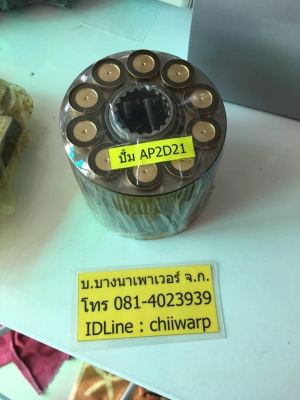 ปั้ม AP2D21
บ.บางนาเพาเวอร์ จ.ก.
โทร 081-4023939
IDLine : chiiwarp